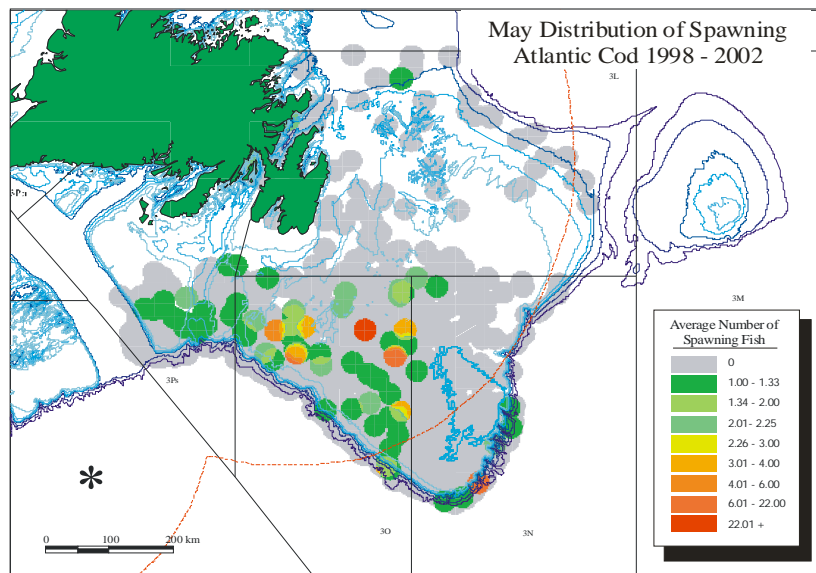 May Distribution of Spawning
Atlantic Cod 1998 - 2002
3L
3Pn
3M
Average Number of
Spawning Fish
0
1.00 - 1.33
1.34 - 2.00
2.01- 2.25
2.26 - 3.00
3.01 - 4.00
4.01 - 6.00
6.01 - 22.00
22.01 +
3Ps
*
3O
3N
0 100 200 km